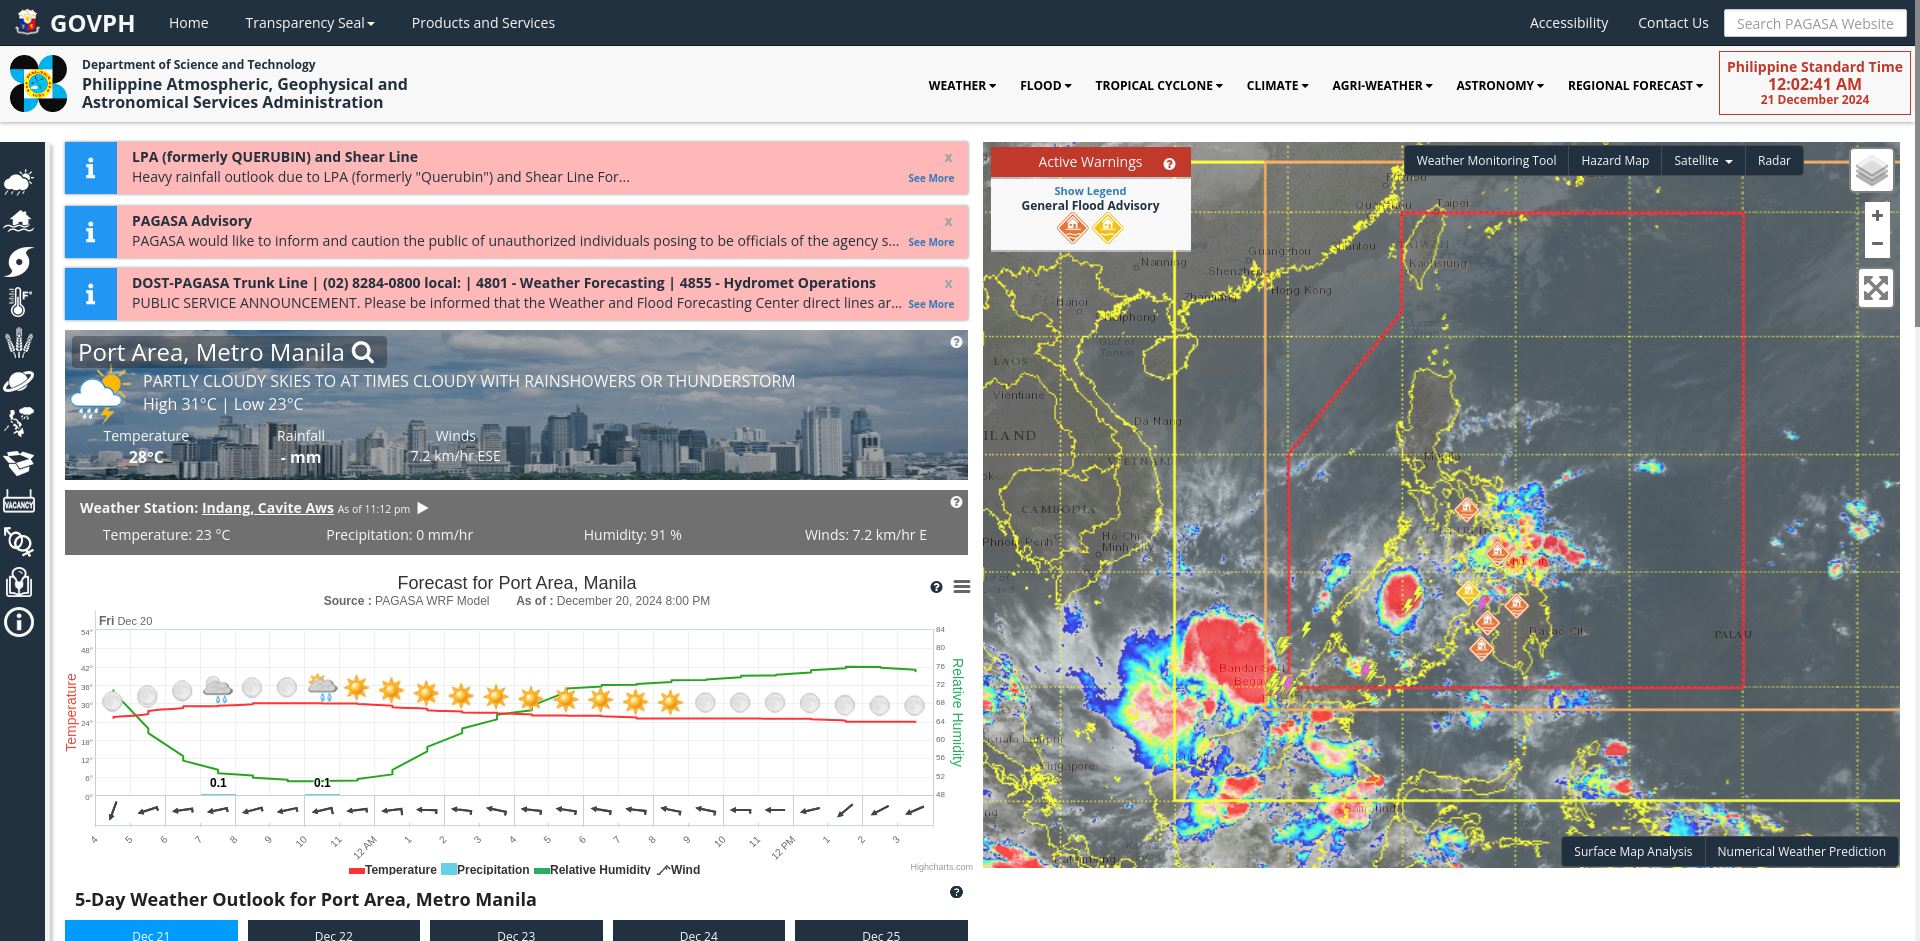 GOVPH
Home
Transparency Seal
Products and Services
Accessibility
Contact Us
Search PAGASA Website
Department of Science and Technology
Philippine Atmospheric, Geophysical and
Astronomical Services Administration
WEATHER
FLOOD
TROPICAL CYCLONE
CLIMATE
AGRI-WEATHER
ASTRONOMY
REGIONAL FORECAST
Philippine Standard Time
12:02:41 AM
21 December 2024
LPA (formerly QUERUBIN) and Shear Line
x
Heavy rainfall outlook due to LPA (formerly "Querubin") and Shear Line For...
See More
PAGASA Advisory
x
PAGASA would like to inform and caution the public of unauthorized individuals posing to be officials of the agency s...
See More
DOST-PAGASA Trunk Line | (02) 8284-0800 local: | 4801 - Weather Forecasting | 4855 - Hydromet Operations
x
PUBLIC SERVICE ANNOUNCEMENT. Please be informed that the Weather and Flood Forecasting Center direct lines ar...
See More
VACANCY
Port Area, Metro Manila
PARTLY CLOUDY SKIES TO AT TIMES CLOUDY WITH RAINSHOWERS OR THUNDERSTORM
High 31°C | Low 23°C
Temperature
Rainfall
Winds
28°C
- mm
7.2 km/hr ESE
Weather Station: Indang, Cavite Aws As of 11:12 pm
Temperature: 23 °C
Precipitation: 0 mm/hr
Humidity: 91 %
Winds: 7.2 km/hr E
Forecast for Port Area, Manila
Source : PAGASA WRF Model As of : December 20, 2024 8:00 PM
Fri Dec 20
Temperature
54°
48°
42°
36°
30°
24°
18°
12°
6°
0°
84
80
76
72
68
64
60
56
52
48
Relative Humidity
0.1
0.1
4 5 6 7 8 9 10 11 12 AM 1 2 3 4 5 6 7 8 9 10 11 12 PM 1 2 3
Temperature Precipitation Relative Humidity Wind
Highcharts.com
5-Day Weather Outlook for Port Area, Metro Manila
Dec 21
Dec 22
Dec 23
Dec 24
Dec 25
Active Warnings
Show Legend
General Flood Advisory
Weather Monitoring Tool
Hazard Map
Satellite
Radar
+
−
Taipei
Guangzhou
Nanning
Shenzhen
Kaohsiung
Hong Kong
Hanoi
Gulf of
Tonkin
LAOS
Vientiane
Da Nang
VIETNAM
CAMBODIA
Phnom Penh
Ho Chi
Minh City
Manila
Davao City
PALAU
Bandar Seri
Kuala Lumpur
Singapore
Surface Map Analysis
Numerical Weather Prediction